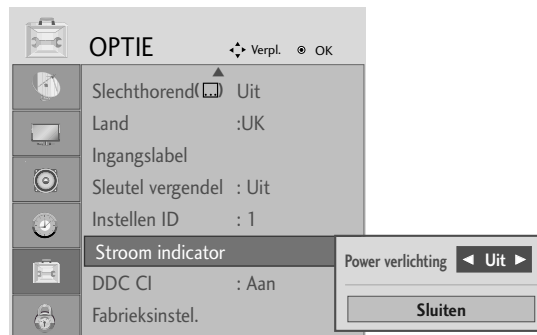 OPTIE Verpl. OK
Slechthorend( ) Uit
Land :UK
Ingangslabel
Sleutel vergendel : Uit
Instellen ID : 1
Stroom indicator
Power verlichting ◄ Uit ►
DDC CI : Aan
Sluiten
Fabrieksinstel.